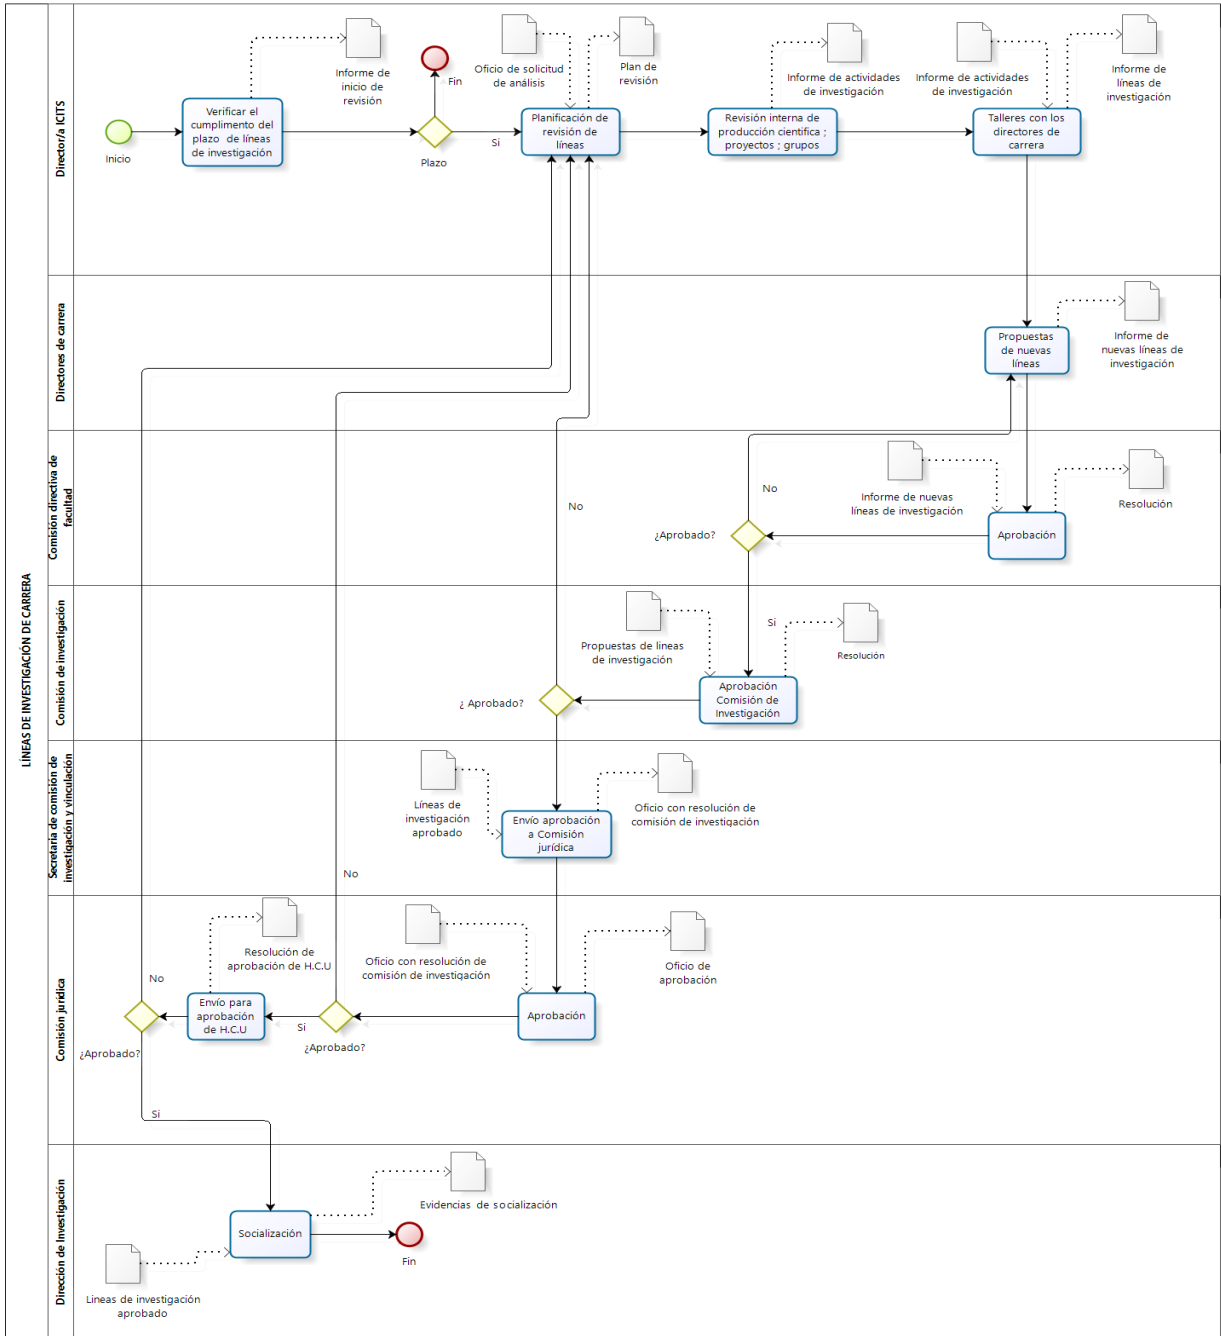 LÍNEAS DE INVESTIGACIÓN DE CARRERA
Director/a ICITS
Inicio
Verificar el
cumplimento del
plazo de líneas
de investigación
Informe de
inicio de
revisión
Fin
Plazo
Si
Oficio de solicitud
de análisis
Plan de
revisión
Planificación de
revisión de
líneas
Informe de actividades
de investigación
Revisión interna de
producción cientifica ;
proyectos ; grupos
Informe de actividades
de investigación
Informe de
líneas de
investigación
Talleres con los
directores de
carrera
Directores de carrera
Propuestas
de nuevas
líneas
Informe de
nuevas líneas de
investigación
Comisión directiva de
facultad
No
No
¿Aprobado?
Informe de nuevas
líneas de investigación
Aprobación
Resolución
Comisión de investigación
Propuestas de lineas
de investigación
Si
Resolución
¿ Aprobado?
Aprobación
Comisión de
Investigación
Secretaria de comisión de
investigación y vinculación
Líneas de
investigación
aprobado
Envío aprobación
a Comisión
jurídica
Oficio con resolución de
comisión de investigación
No
Comisión jurídica
Resolución de
aprobación de H.C.U
Oficio con resolución de
comisión de investigación
Oficio de
aprobación
No
Envío para
aprobación
de H.C.U
Si
Aprobación
¿Aprobado?
¿Aprobado?
Si
Dirección de Investigación
Evidencias de socialización
Socialización
Fin
Lineas de investigación
aprobado